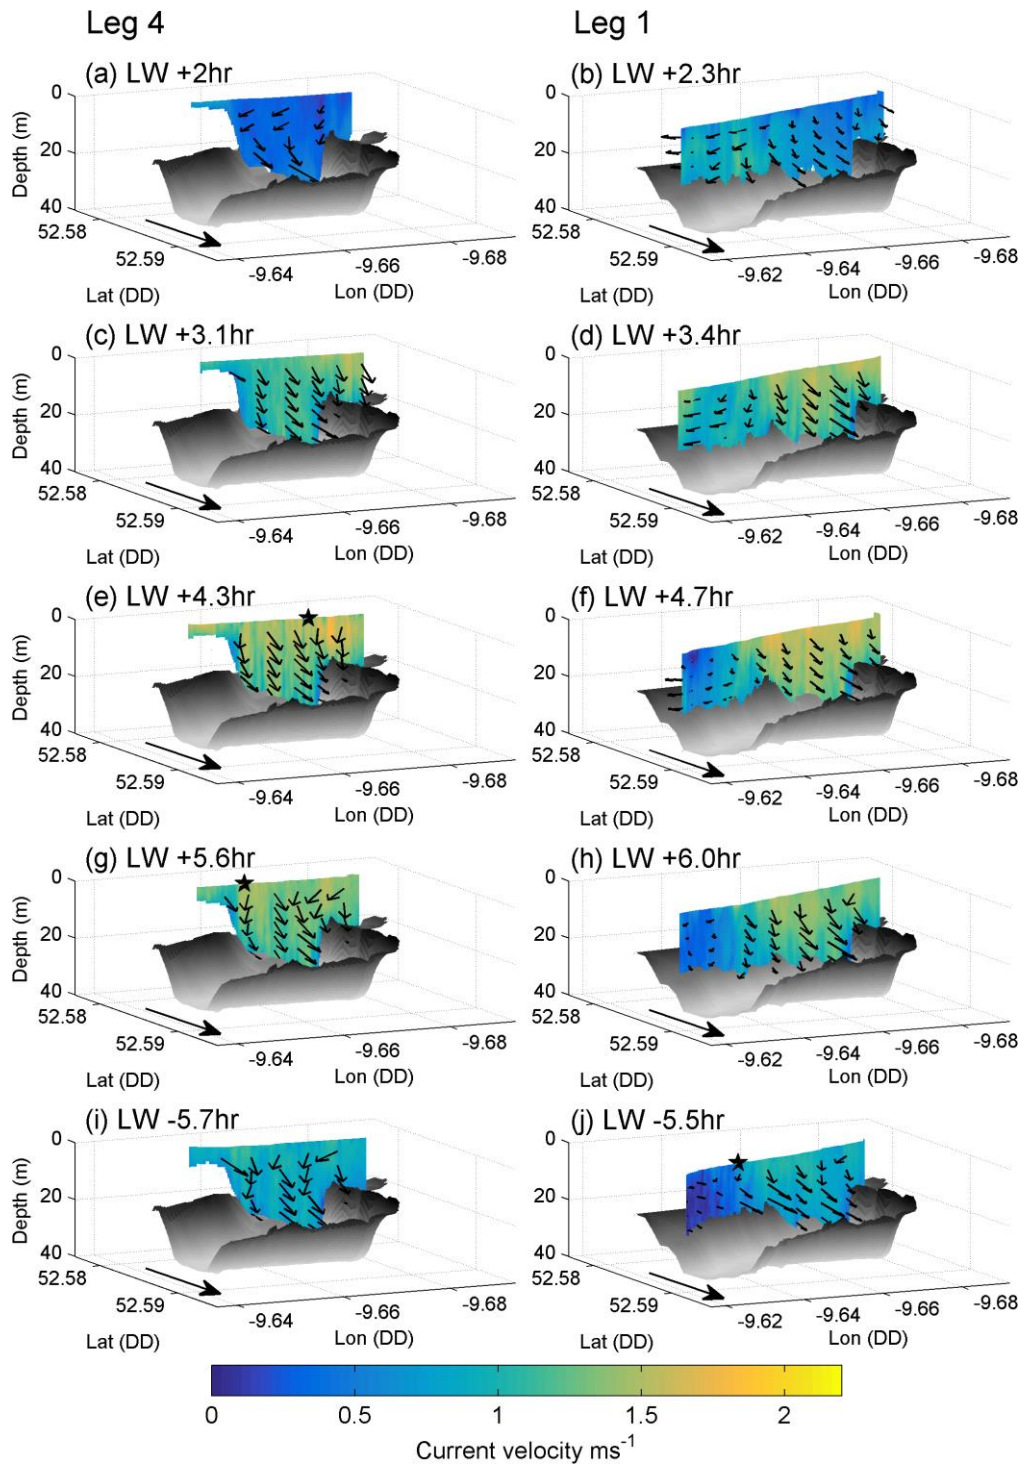 Leg 4
Leg 1
(a) LW +2hr
(b) LW +2.3hr
0
20
40
Depth (m)
52.58
52.59
Lat (DD)
-9.64
-9.66
-9.68
Lon (DD)
0
20
40
Depth (m)
52.58
52.59
Lat (DD)
-9.62
-9.64
-9.66
-9.68
Lon (DD)
(c) LW +3.1hr
(d) LW +3.4hr
0
20
40
Depth (m)
52.58
52.59
Lat (DD)
-9.64
-9.66
-9.68
Lon (DD)
0
20
40
Depth (m)
52.58
52.59
Lat (DD)
-9.62
-9.64
-9.66
-9.68
Lon (DD)
(e) LW +4.3hr
(f) LW +4.7hr
0
20
40
Depth (m)
52.58
52.59
Lat (DD)
-9.64
-9.66
-9.68
Lon (DD)
0
20
40
Depth (m)
52.58
52.59
Lat (DD)
-9.62
-9.64
-9.66
-9.68
Lon (DD)
(g) LW +5.6hr
(h) LW +6.0hr
0
20
40
Depth (m)
52.58
52.59
Lat (DD)
-9.64
-9.66
-9.68
Lon (DD)
0
20
40
Depth (m)
52.58
52.59
Lat (DD)
-9.62
-9.64
-9.66
-9.68
Lon (DD)
(i) LW -5.7hr
(j) LW -5.5hr
0
20
40
Depth (m)
52.58
52.59
Lat (DD)
-9.64
-9.66
-9.68
Lon (DD)
0
20
40
Depth (m)
52.58
52.59
Lat (DD)
-9.62
-9.64
-9.66
-9.68
Lon (DD)
0 0.5 1 1.5 2
Current velocity ms⁻¹